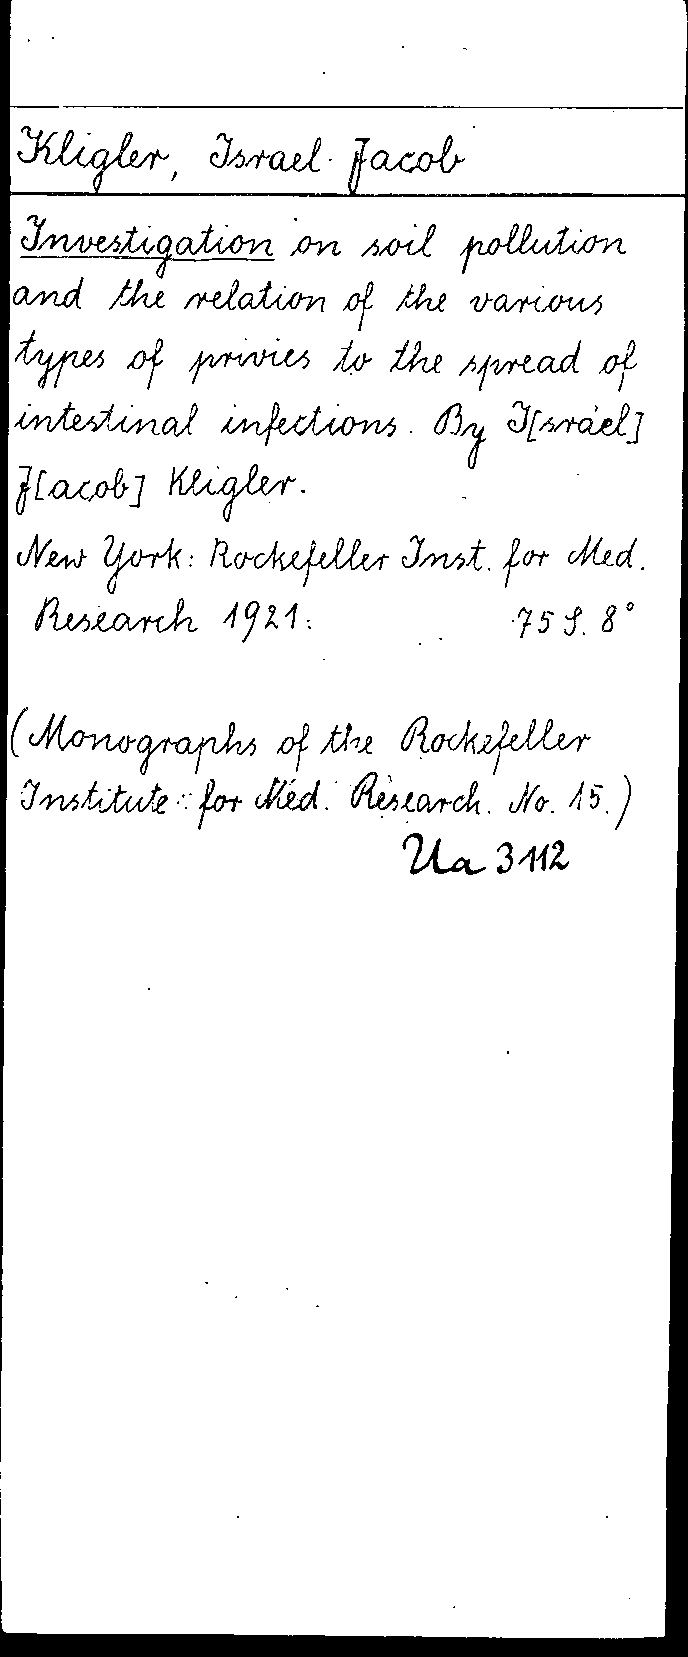 Kligler, Israel Jacob
Investigation on soil pollution
and the relation of the various
types of privies to the spread of
intestinal infections. By I[srael]
J[acob] Kligler.
New York: Rockefeller Inst. for Med.
Research 1921. 75 S. 8°
(Monographs of the Rockefeller
Institute for Med. Research. No. 15.)
Ua 3112